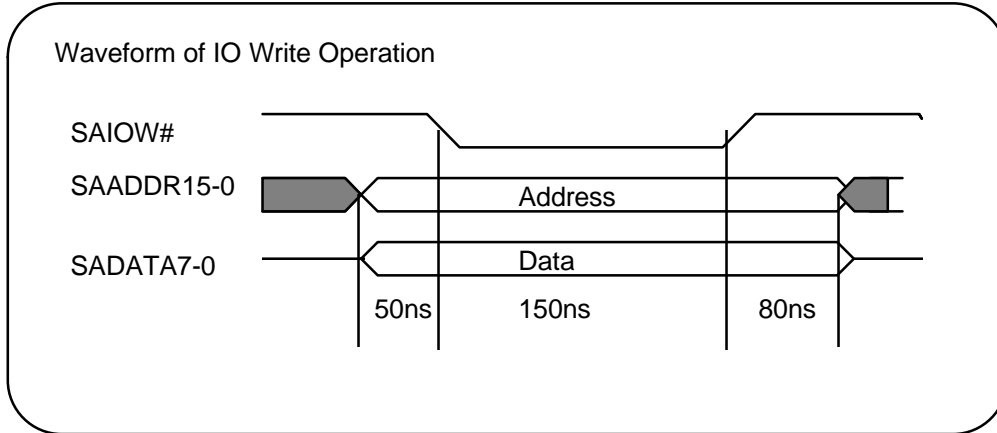 Waveform of IO Write Operation
SAIOW#
SAADDR15-0
Address
SADATA7-0
Data
50ns
150ns
80ns